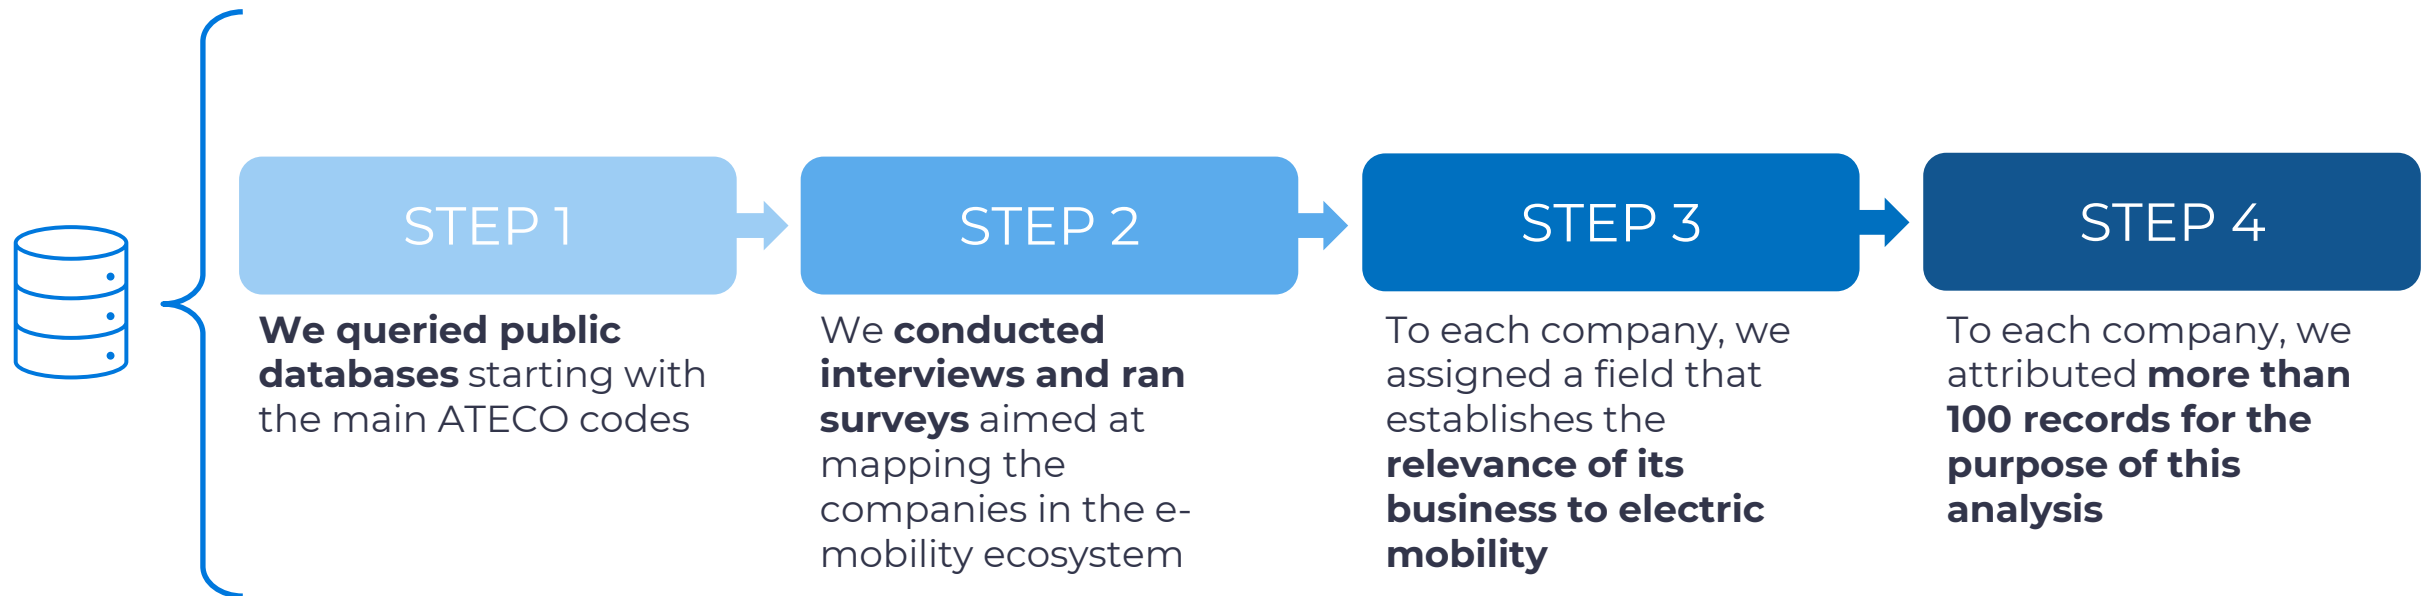 STEP 1
We queried public
databases starting with
the main ATECO codes
STEP 2
We conducted
interviews and ran
surveys aimed at
mapping the
companies in the e-
mobility ecosystem
STEP 3
To each company, we
assigned a field that
establishes the
relevance of its
business to electric
mobility
STEP 4
To each company, we
attributed more than
100 records for the
purpose of this
analysis